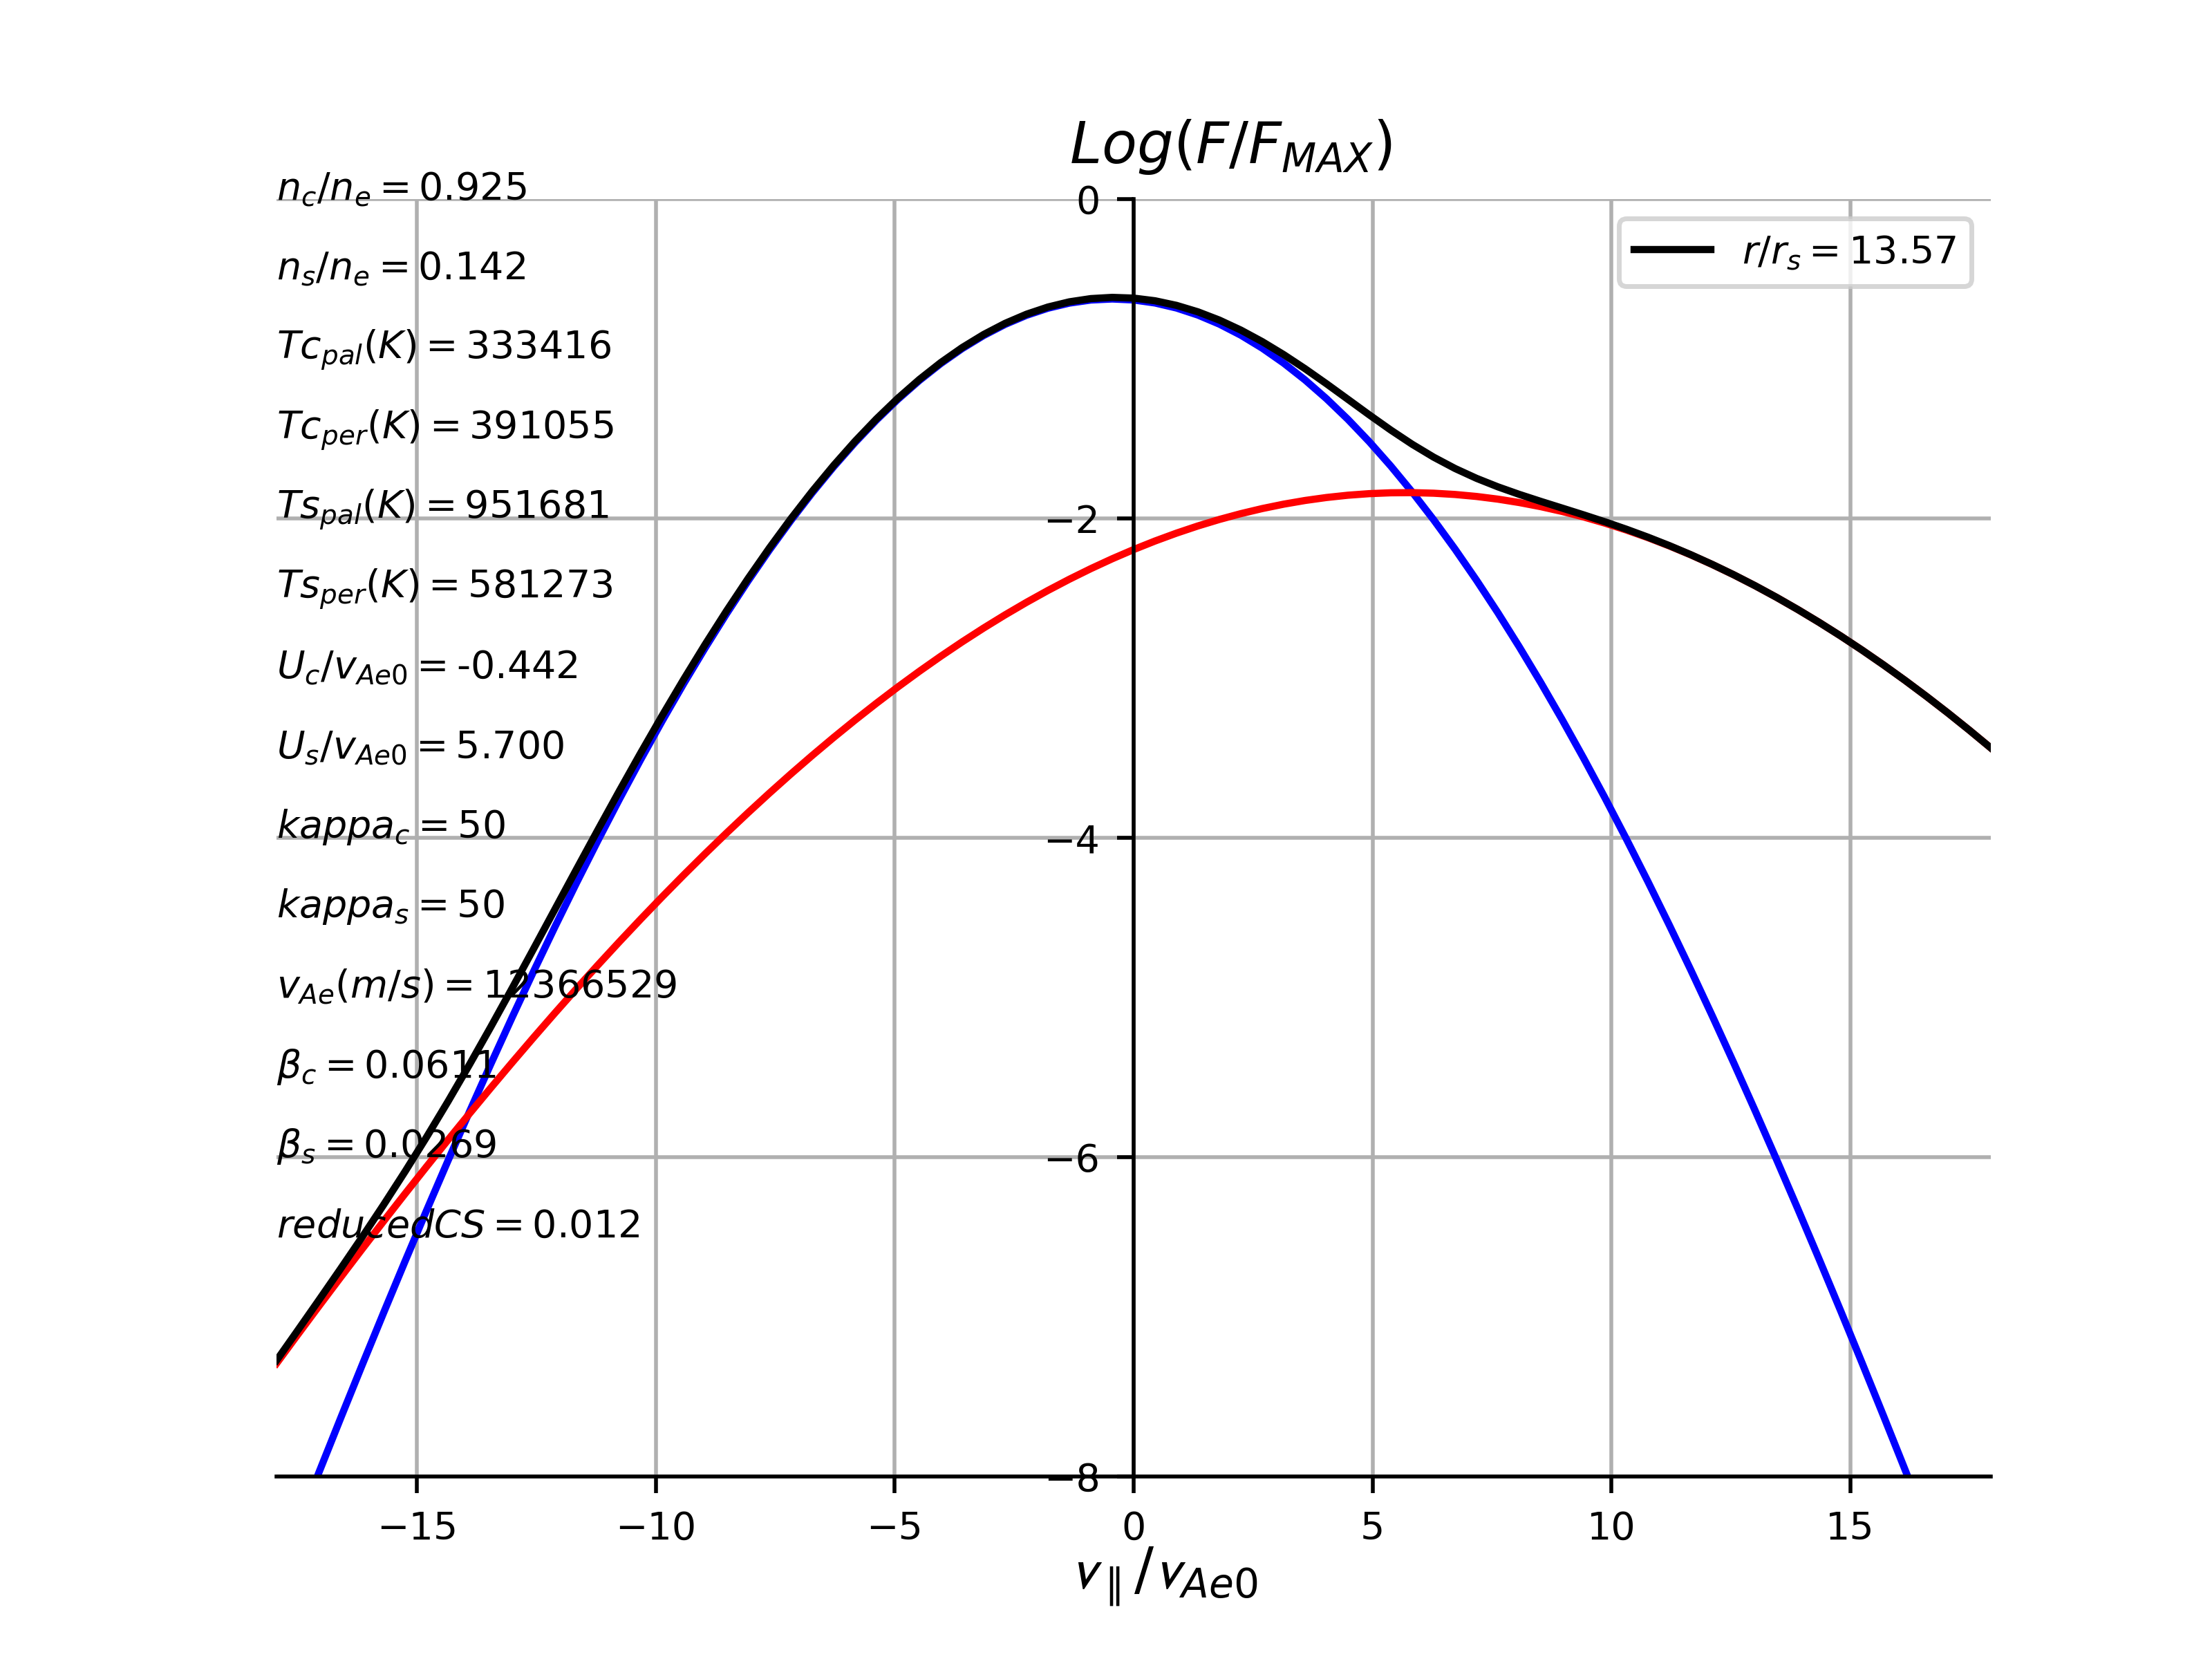 Log(F/F_MAX)
n_c/n_e = 0.925
n_s/n_e = 0.142
Tc_pal(K) = 333416
Tc_per(K) = 391055
Ts_pal(K) = 951681
Ts_per(K) = 581273
U_c/v_Ae0 = -0.442
U_s/v_Ae0 = 5.700
kappa_c = 50
kappa_s = 50
v_Ae(m/s) = 12366529
β_c = 0.0611
β_s = 0.0269
reducedCS = 0.012
r/r_s = 13.57
0
−2
−4
−6
−8
−15 −10 −5 0 5 10 15
v_∥/v_Ae0